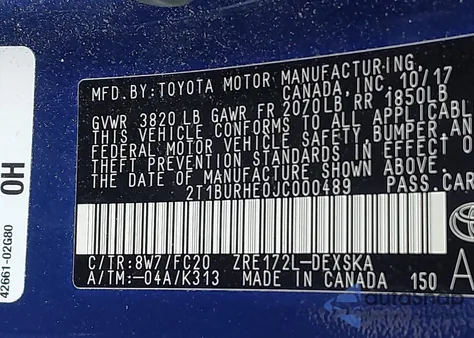 MFD. BY: TOYOTA MOTOR MANUFACTURING.
CANADA, INC. 10/17
GVWR 3820 LB GAWR FR 2070LB RR 1850LB
THIS VEHICLE CONFORMS TO ALL APPLICABL
FEDERAL MOTOR VEHICLE SAFETY, BUMPER, AN
THEFT PREVENTION STANDARDS IN EFFECT O
THE DATE OF MANUFACTURE SHOWN ABOVE.
2T1BURHE0JC000489 PASS.CAR
C/TR:8W7/FC20 ZRE172L-DEXSKA
A/TM:-04A/K313 MADE IN CANADA 150
A
TOYOTA
0H
42661-02G80